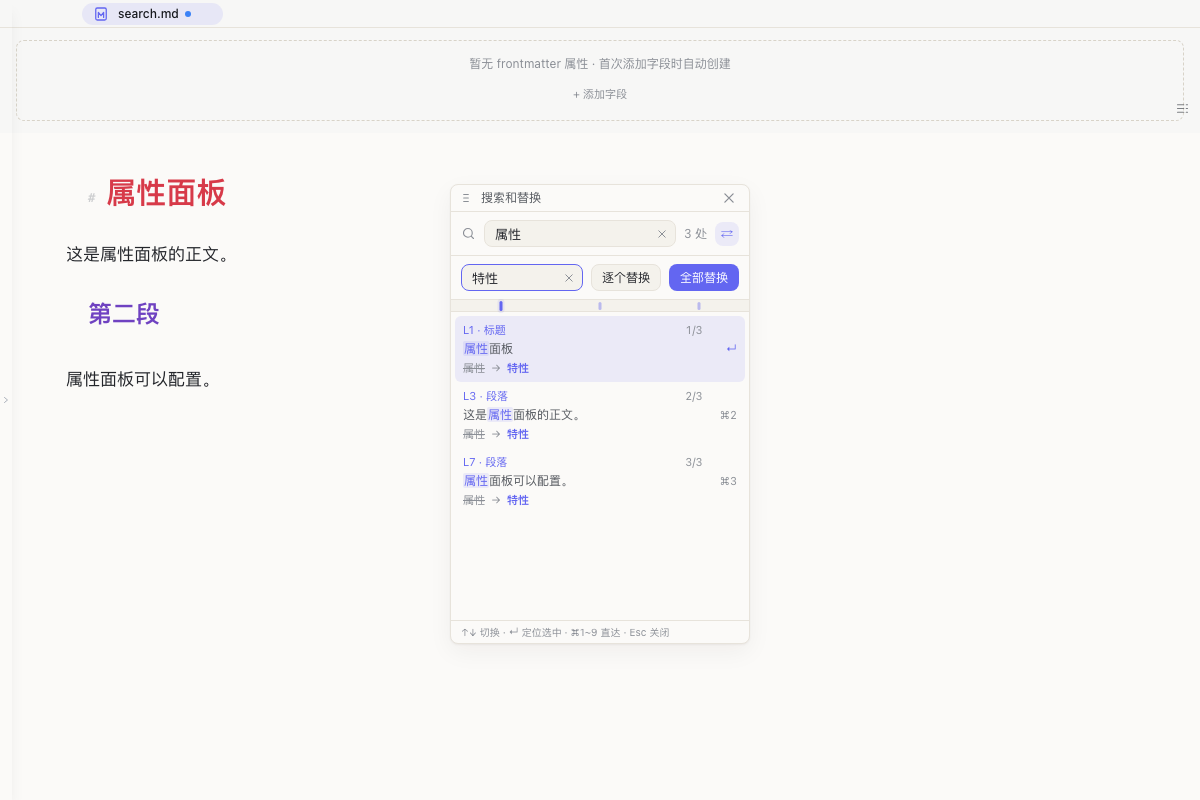 search.md
暂无 frontmatter 属性 · 首次添加字段时自动创建
+ 添加字段
# 属性面板
这是属性面板的正文。
第二段
属性面板可以配置。
搜索和替换
属性 3 处
特性 逐个替换 全部替换
L1 · 标题 1/3
属性面板 ↵
属性 → 特性
L3 · 段落 2/3
这是属性面板的正文。 ⌘2
属性 → 特性
L7 · 段落 3/3
属性面板可以配置。 ⌘3
属性 → 特性
↑↓ 切换 · ↵ 定位选中 · ⌘1~9 直达 · Esc 关闭